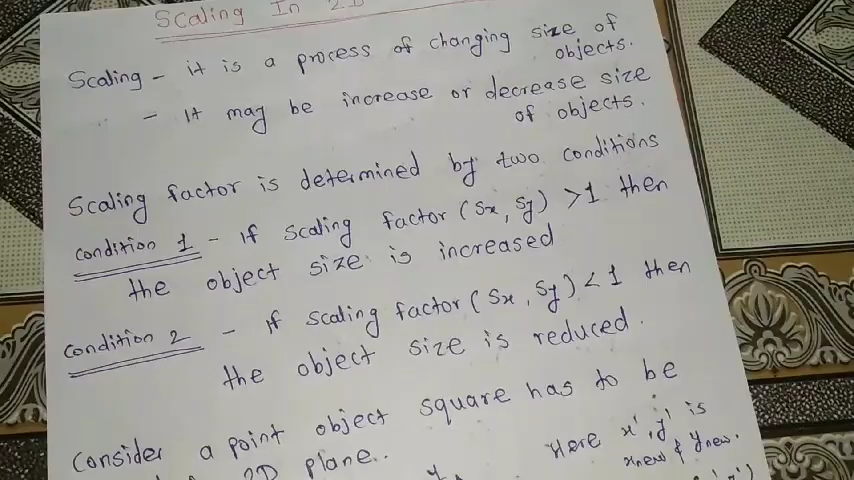 Scaling In 2D
Scaling - it is a process of changing size of
objects.
- It may be increase or decrease size
of objects.
Scaling factor is determined by two conditions
condition 1 - if scaling factor (Sx, Sy) >1 then
the object size is increased
condition 2 - if scaling factor (Sx, Sy) <1 then
the object size is reduced.
Consider a point object square has to be
2D plane..
Here x', y' is
xnew & ynew.
y